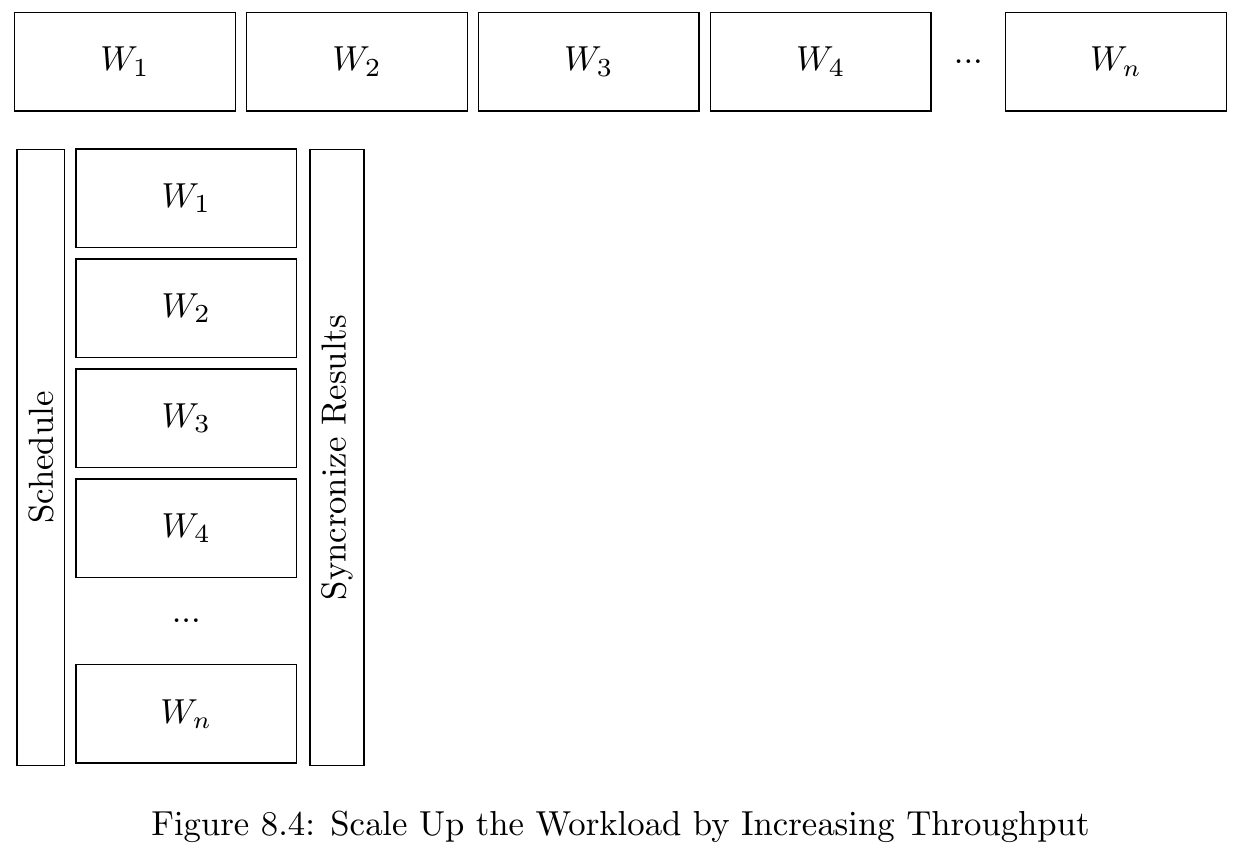 W₁ W₂ W₃ W₄ ... Wₙ
Schedule
W₁
W₂
W₃
W₄
...
Wₙ
Syncronize Results
Figure 8.4: Scale Up the Workload by Increasing Throughput